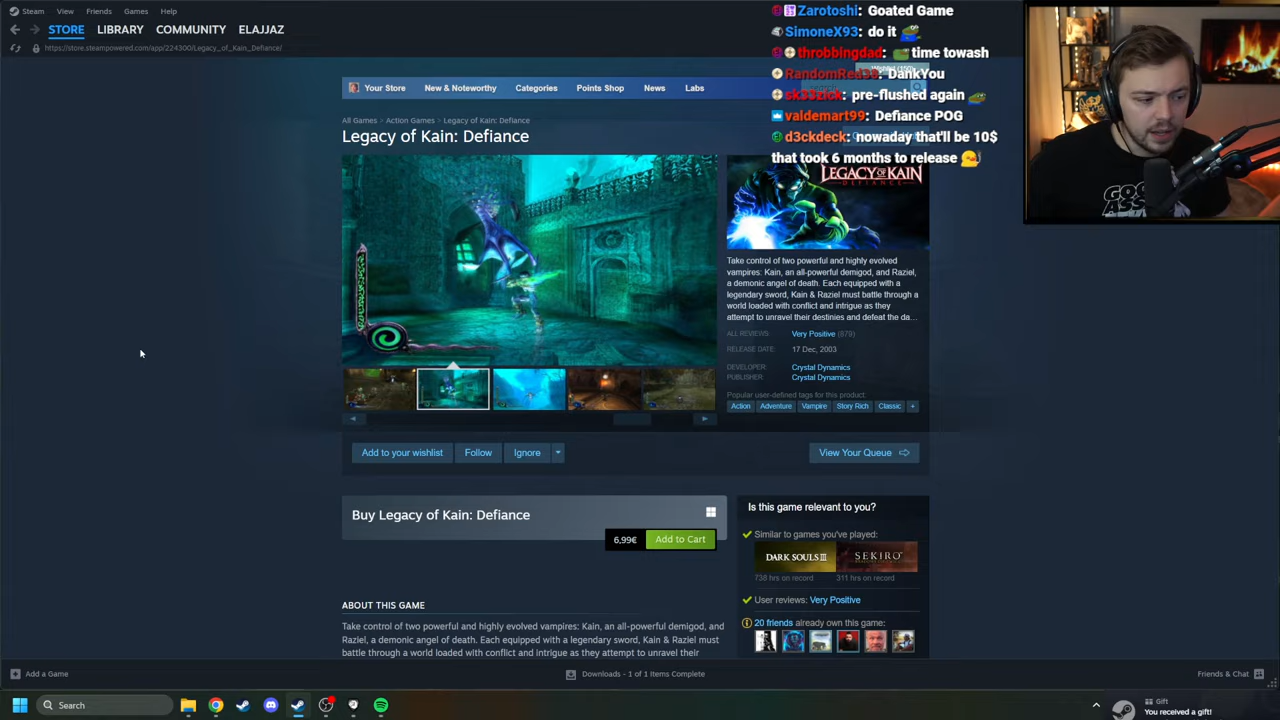 Steam View Friends Games Help
STORE LIBRARY COMMUNITY ELAJJAZ
https://store.steampowered.com/app/224300/Legacy_of_Kain_Defiance/
Zarotoshi: Goated Game
SimoneX93: do it
throbbingdad: time towash
RandomRed98: DankYou
sk33zick: pre-flushed again
valdemart99: Defiance POG
d3ckdeck: nowaday that'll be 10$
that took 6 months to release
Your Store New & Noteworthy Categories Points Shop News Labs
All Games > Action Games > Legacy of Kain: Defiance
Legacy of Kain: Defiance
LEGACY OF KAIN
DEFIANCE
Take control of two powerful and highly evolved
vampires: Kain, an all-powerful demigod, and Raziel,
a demonic angel of death. Each equipped with a
legendary sword, Kain & Raziel must battle through a
world loaded with conflict and intrigue as they
attempt to unravel their destinies and defeat the da...
ALL REVIEWS: Very Positive (879)
RELEASE DATE: 17 Dec, 2003
DEVELOPER: Crystal Dynamics
PUBLISHER: Crystal Dynamics
Popular user-defined tags for this product:
Action Adventure Vampire Story Rich Classic +
Add to your wishlist Follow Ignore View Your Queue
Buy Legacy of Kain: Defiance
6,99€ Add to Cart
Is this game relevant to you?
Similar to games you've played:
DARK SOULS III SEKIRO
738 hrs on record 311 hrs on record
User reviews: Very Positive
20 friends already own this game:
ABOUT THIS GAME
Take control of two powerful and highly evolved vampires: Kain, an all-powerful demigod, and
Raziel, a demonic angel of death. Each equipped with a legendary sword, Kain & Raziel must
battle through a world loaded with conflict and intrigue as they attempt to unravel their
Add a Game Downloads - 1 of 1 Items Complete Friends & Chat
Search
Gift
You received a gift!